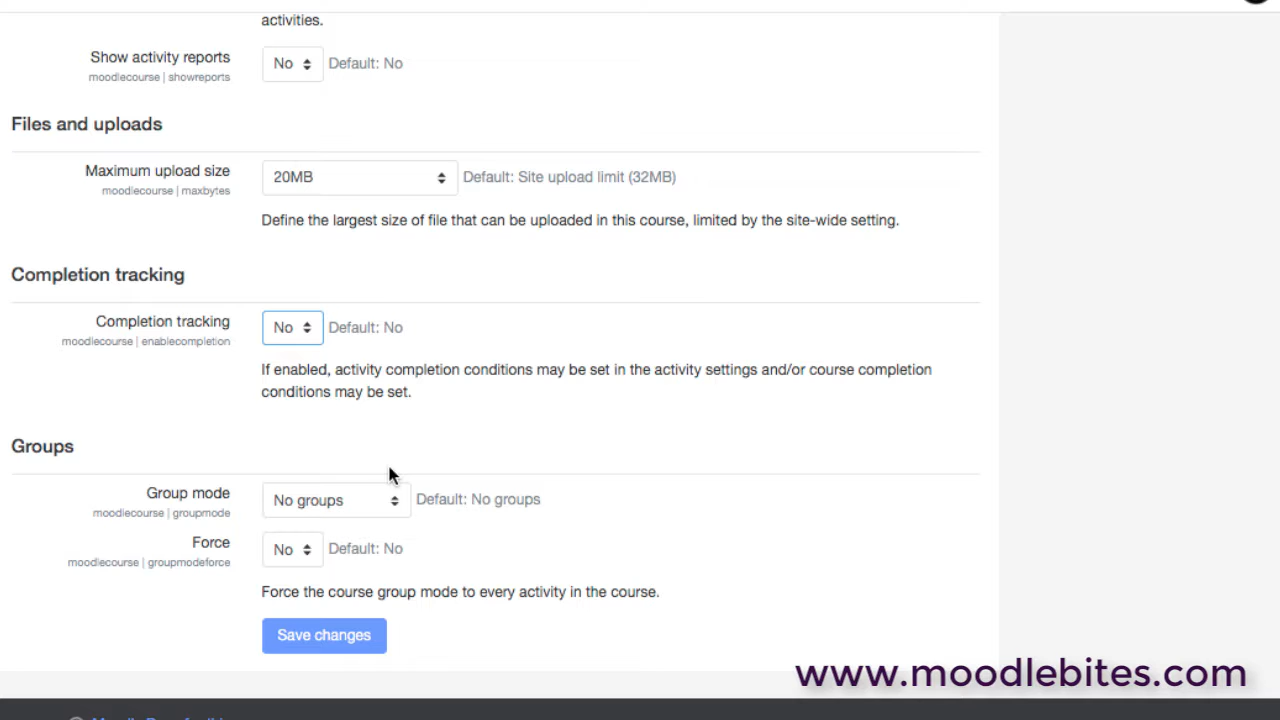 activities.
Show activity reports
No Default: No
moodlecourse | showreports
Files and uploads
Maximum upload size
20MB Default: Site upload limit (32MB)
moodlecourse | maxbytes
Define the largest size of file that can be uploaded in this course, limited by the site-wide setting.
Completion tracking
Completion tracking
No Default: No
moodlecourse | enablecompletion
If enabled, activity completion conditions may be set in the activity settings and/or course completion
conditions may be set.
Groups
Group mode
No groups Default: No groups
moodlecourse | groupmode
Force
No Default: No
moodlecourse | groupmodeforce
Force the course group mode to every activity in the course.
Save changes
www.moodlebites.com